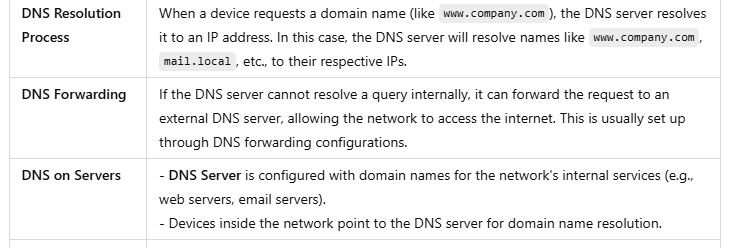 DNS Resolution
Process
When a device requests a domain name (like www.company.com), the DNS server resolves
it to an IP address. In this case, the DNS server will resolve names like www.company.com,
mail.local, etc., to their respective IPs.
DNS Forwarding
If the DNS server cannot resolve a query internally, it can forward the request to an
external DNS server, allowing the network to access the internet. This is usually set up
through DNS forwarding configurations.
DNS on Servers
- DNS Server is configured with domain names for the network's internal services (e.g.,
web servers, email servers).
- Devices inside the network point to the DNS server for domain name resolution.